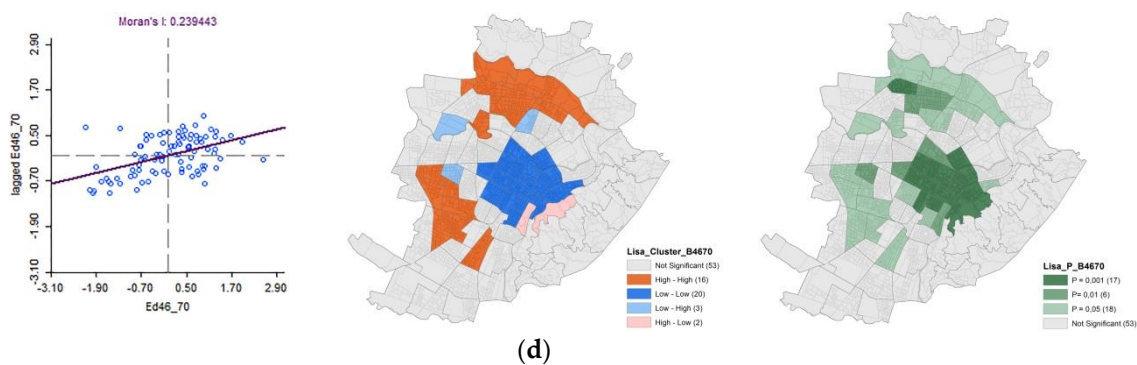 Moran's I: 0.239443
lagged Ed46_70
2.90
1.70
0.50
-0.70
-1.90
-3.10
-3.10 -1.90 -0.70 0.50 1.70 2.90
Ed46_70
Lisa_Cluster_B4670
Not Significant (53)
High - High (16)
Low - Low (20)
Low - High (3)
High - Low (2)
Lisa_P_B4670
P = 0,001 (17)
P= 0,01 (6)
P = 0,05 (18)
Not Significant (53)
(d)